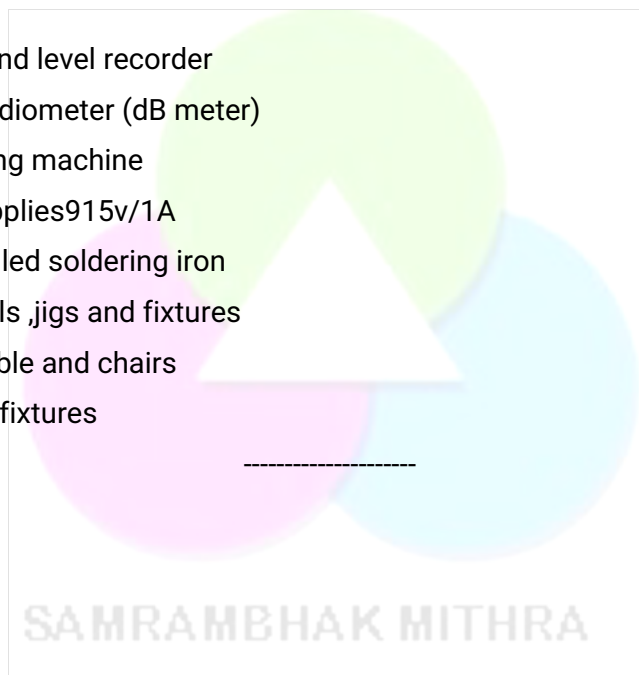 nd level recorder
diometer (dB meter)
ng machine
pplies915v/1A
led soldering iron
ls ,jigs and fixtures
ble and chairs
fixtures
---------------------
SAMRAMBHAK MITHRA